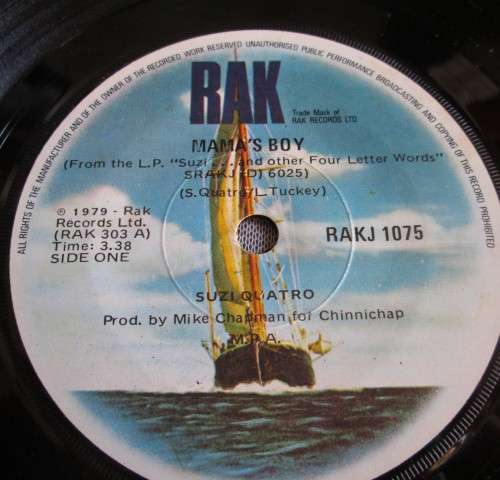 ALL RIGHTS OF THE MANUFACTURER AND OF THE OWNER OF THE RECORDED WORK RESERVED UNAUTHORISED PUBLIC PERFORMANCE BROADCASTING AND COPYING OF THIS RECORD PROHIBITED
RAK
Trade Mark of
RAK RECORDS LTD
MAMA'S BOY
(From the L.P. "Suzi . . . and other Four Letter Words"
SRAKJ (D) 6025)
(S.Quatro/L.Tuckey)
℗ 1979 - Rak
Records Ltd.
(RAK 303 A)
Time: 3.38
SIDE ONE
RAKJ 1075
SUZI QUATRO
Prod. by Mike Chapman for Chinnichap
M.P.A.